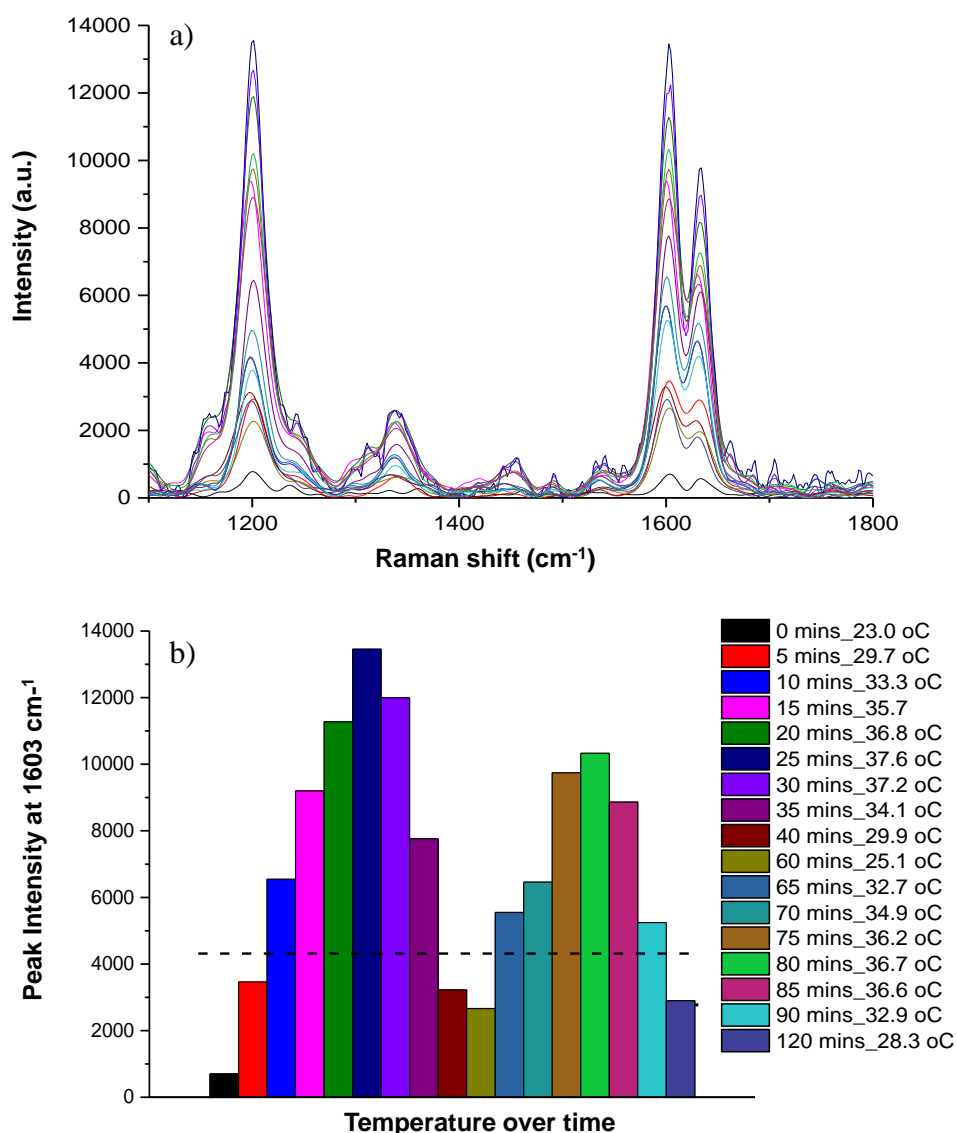 a)
14000
12000
10000
8000
6000
4000
2000
0
Intensity (a.u.)
1200 1400 1600 1800
Raman shift (cm-1)
b)
14000
12000
10000
8000
6000
4000
2000
0
Peak Intensity at 1603 cm-1
Temperature over time
0 mins_23.0 oC
5 mins_29.7 oC
10 mins_33.3 oC
15 mins_35.7
20 mins_36.8 oC
25 mins_37.6 oC
30 mins_37.2 oC
35 mins_34.1 oC
40 mins_29.9 oC
60 mins_25.1 oC
65 mins_32.7 oC
70 mins_34.9 oC
75 mins_36.2 oC
80 mins_36.7 oC
85 mins_36.6 oC
90 mins_32.9 oC
120 mins_28.3 oC